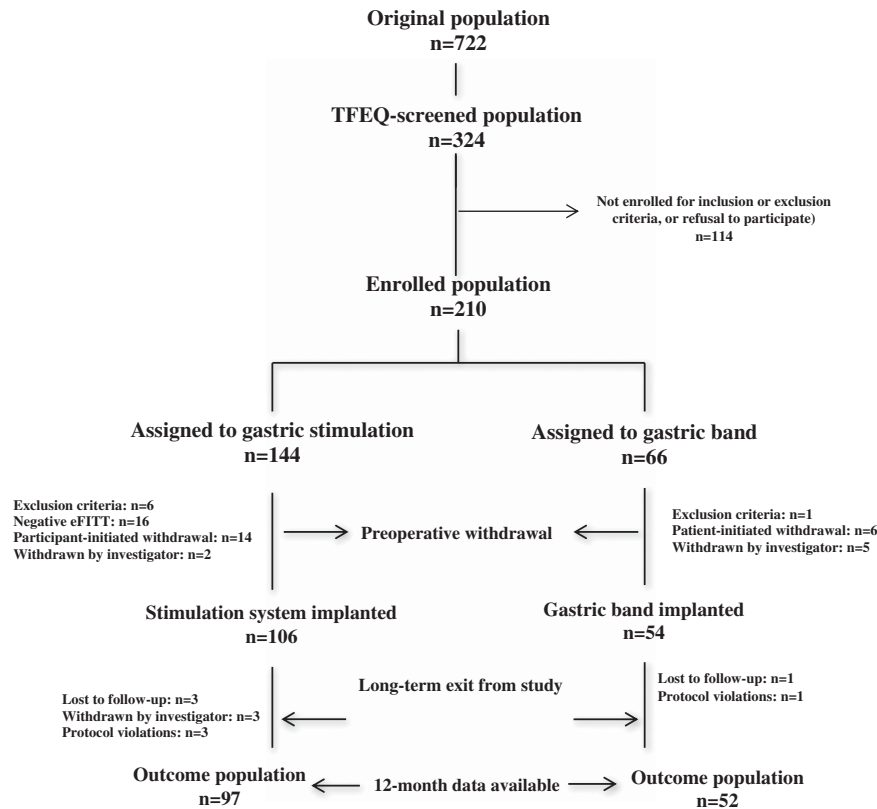 Original population
n=722
TFEQ-screened population
n=324
Not enrolled for inclusion or exclusion
criteria, or refusal to participate)
n=114
Enrolled population
n=210
Assigned to gastric stimulation
n=144
Assigned to gastric band
n=66
Exclusion criteria: n=6
Negative eFITT: n=16
Participant-initiated withdrawal: n=14
Withdrawn by investigator: n=2
Preoperative withdrawal
Exclusion criteria: n=1
Patient-initiated withdrawal: n=6
Withdrawn by investigator: n=5
Stimulation system implanted
n=106
Gastric band implanted
n=54
Lost to follow-up: n=3
Withdrawn by investigator: n=3
Protocol violations: n=3
Long-term exit from study
Lost to follow-up: n=1
Protocol violations: n=1
Outcome population
n=97
12-month data available
Outcome population
n=52